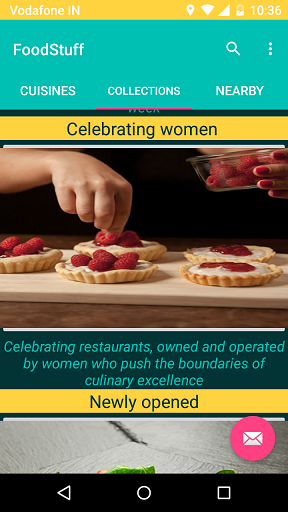 Vodafone IN 10:36
FoodStuff
CUISINES COLLECTIONS NEARBY
week
Celebrating women
Celebrating restaurants, owned and operated
by women who push the boundaries of
culinary excellence
Newly opened